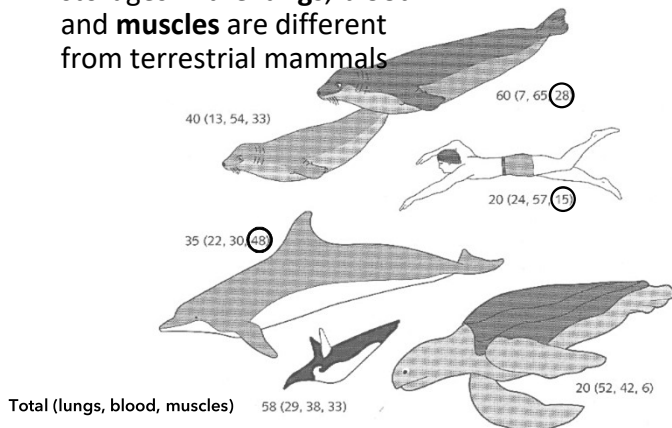 and muscles are different
from terrestrial mammals
60 (7, 65, 28)
40 (13, 54, 33)
20 (24, 57, 15)
35 (22, 30, 48)
20 (52, 42, 6)
Total (lungs, blood, muscles) 58 (29, 38, 33)